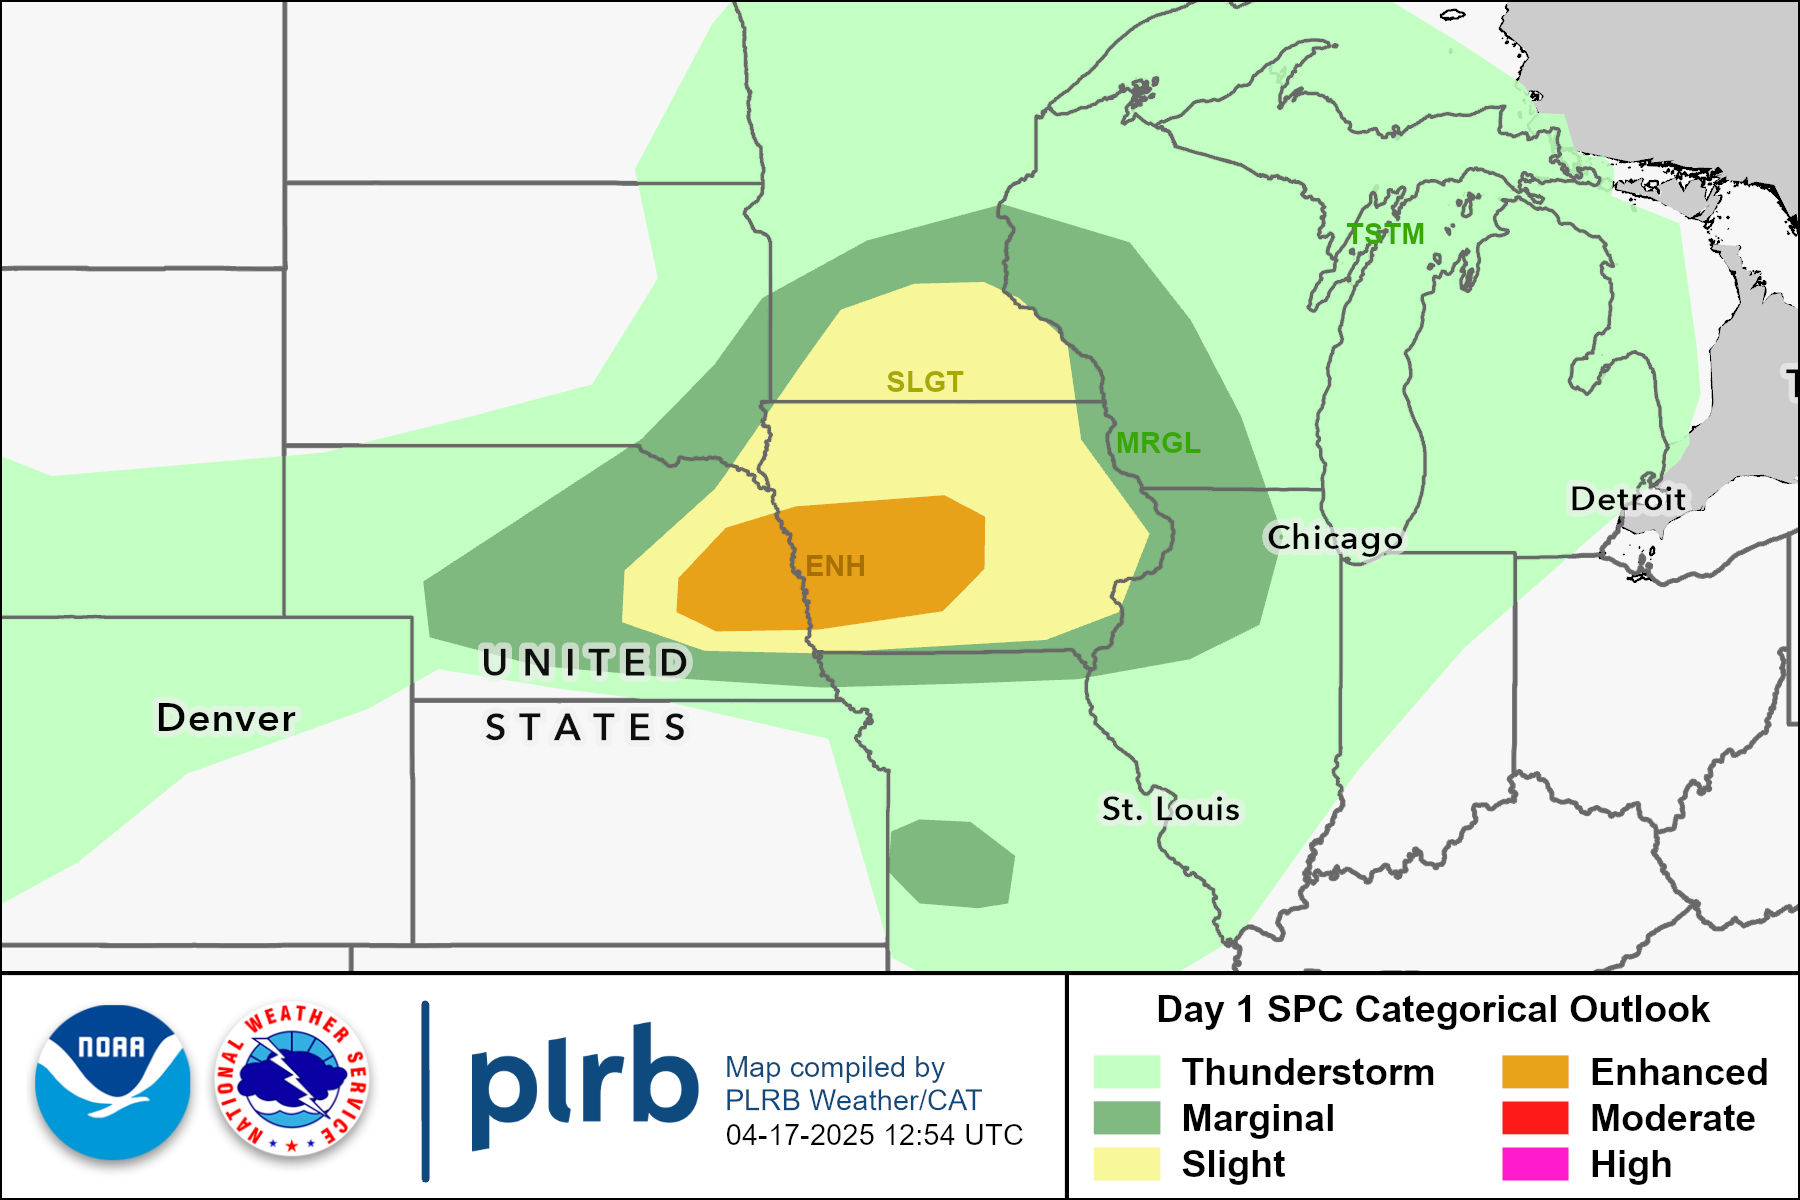 TSTM
SLGT
MRGL
Detroit
Chicago
ENH
UNITED
STATES
Denver
St. Louis
NOAA
NATIONAL WEATHER SERVICE
plrb
Map compiled by
PLRB Weather/CAT
04-17-2025 12:54 UTC
Day 1 SPC Categorical Outlook
Thunderstorm
Marginal
Slight
Enhanced
Moderate
High